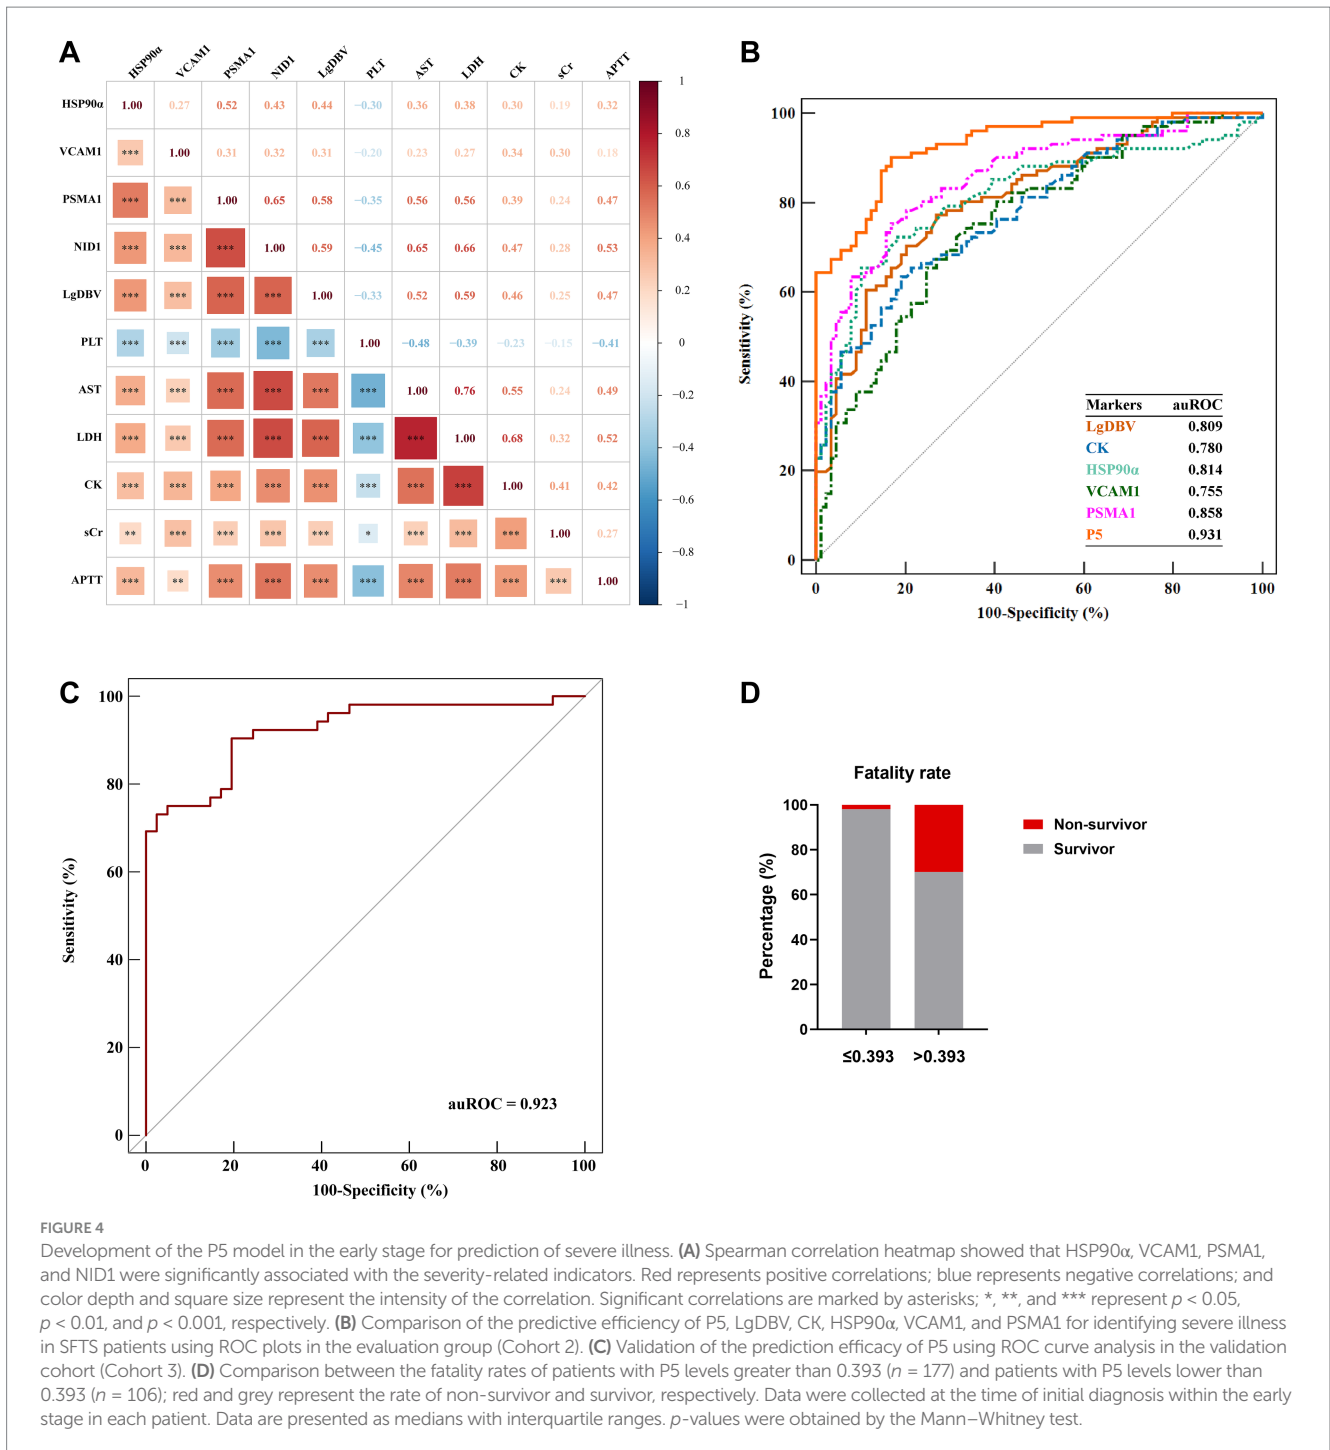 A
HSP90α VCAM1 PSMA1 NID1 LgDBV PLT AST LDH CK sCr APTT
HSP90α 1.00 0.27 0.52 0.43 0.44 −0.30 0.36 0.38 0.30 0.19 0.32
VCAM1 *** 1.00 0.31 0.32 0.31 −0.20 0.23 0.27 0.34 0.30 0.18
PSMA1 *** *** 1.00 0.65 0.58 −0.35 0.56 0.56 0.39 0.24 0.47
NID1 *** *** *** 1.00 0.59 −0.45 0.65 0.66 0.47 0.28 0.53
LgDBV *** *** *** *** 1.00 −0.33 0.52 0.59 0.46 0.25 0.47
PLT *** *** *** *** *** 1.00 −0.48 −0.39 −0.23 −0.15 −0.41
AST *** *** *** *** *** *** 1.00 0.76 0.55 0.24 0.49
LDH *** *** *** *** *** *** *** 1.00 0.68 0.32 0.52
CK *** *** *** *** *** *** *** *** 1.00 0.41 0.42
sCr ** *** *** *** *** * *** *** *** 1.00 0.27
APTT *** ** *** *** *** *** *** *** *** *** 1.00
1
0.8
0.6
0.4
0.2
0
−0.2
−0.4
−0.6
−0.8
−1
B
100
80
60
40
20
0
Sensitivity (%)
Markers auROC
LgDBV 0.809
CK 0.780
HSP90α 0.814
VCAM1 0.755
PSMA1 0.858
P5 0.931
0 20 40 60 80 100
100-Specificity (%)
C
100
80
60
40
20
0
Sensitivity (%)
auROC = 0.923
0 20 40 60 80 100
100-Specificity (%)
D
Fatality rate
100
80
60
40
20
0
Percentage (%)
≤0.393 >0.393
Non-survivor
Survivor
FIGURE 4
Development of the P5 model in the early stage for prediction of severe illness. (A) Spearman correlation heatmap showed that HSP90α, VCAM1, PSMA1,
and NID1 were significantly associated with the severity-related indicators. Red represents positive correlations; blue represents negative correlations; and
color depth and square size represent the intensity of the correlation. Significant correlations are marked by asterisks; *, **, and *** represent p < 0.05,
p < 0.01, and p < 0.001, respectively. (B) Comparison of the predictive efficiency of P5, LgDBV, CK, HSP90α, VCAM1, and PSMA1 for identifying severe illness
in SFTS patients using ROC plots in the evaluation group (Cohort 2). (C) Validation of the prediction efficacy of P5 using ROC curve analysis in the validation
cohort (Cohort 3). (D) Comparison between the fatality rates of patients with P5 levels greater than 0.393 (n = 177) and patients with P5 levels lower than
0.393 (n = 106); red and grey represent the rate of non-survivor and survivor, respectively. Data were collected at the time of initial diagnosis within the early
stage in each patient. Data are presented as medians with interquartile ranges. p-values were obtained by the Mann–Whitney test.